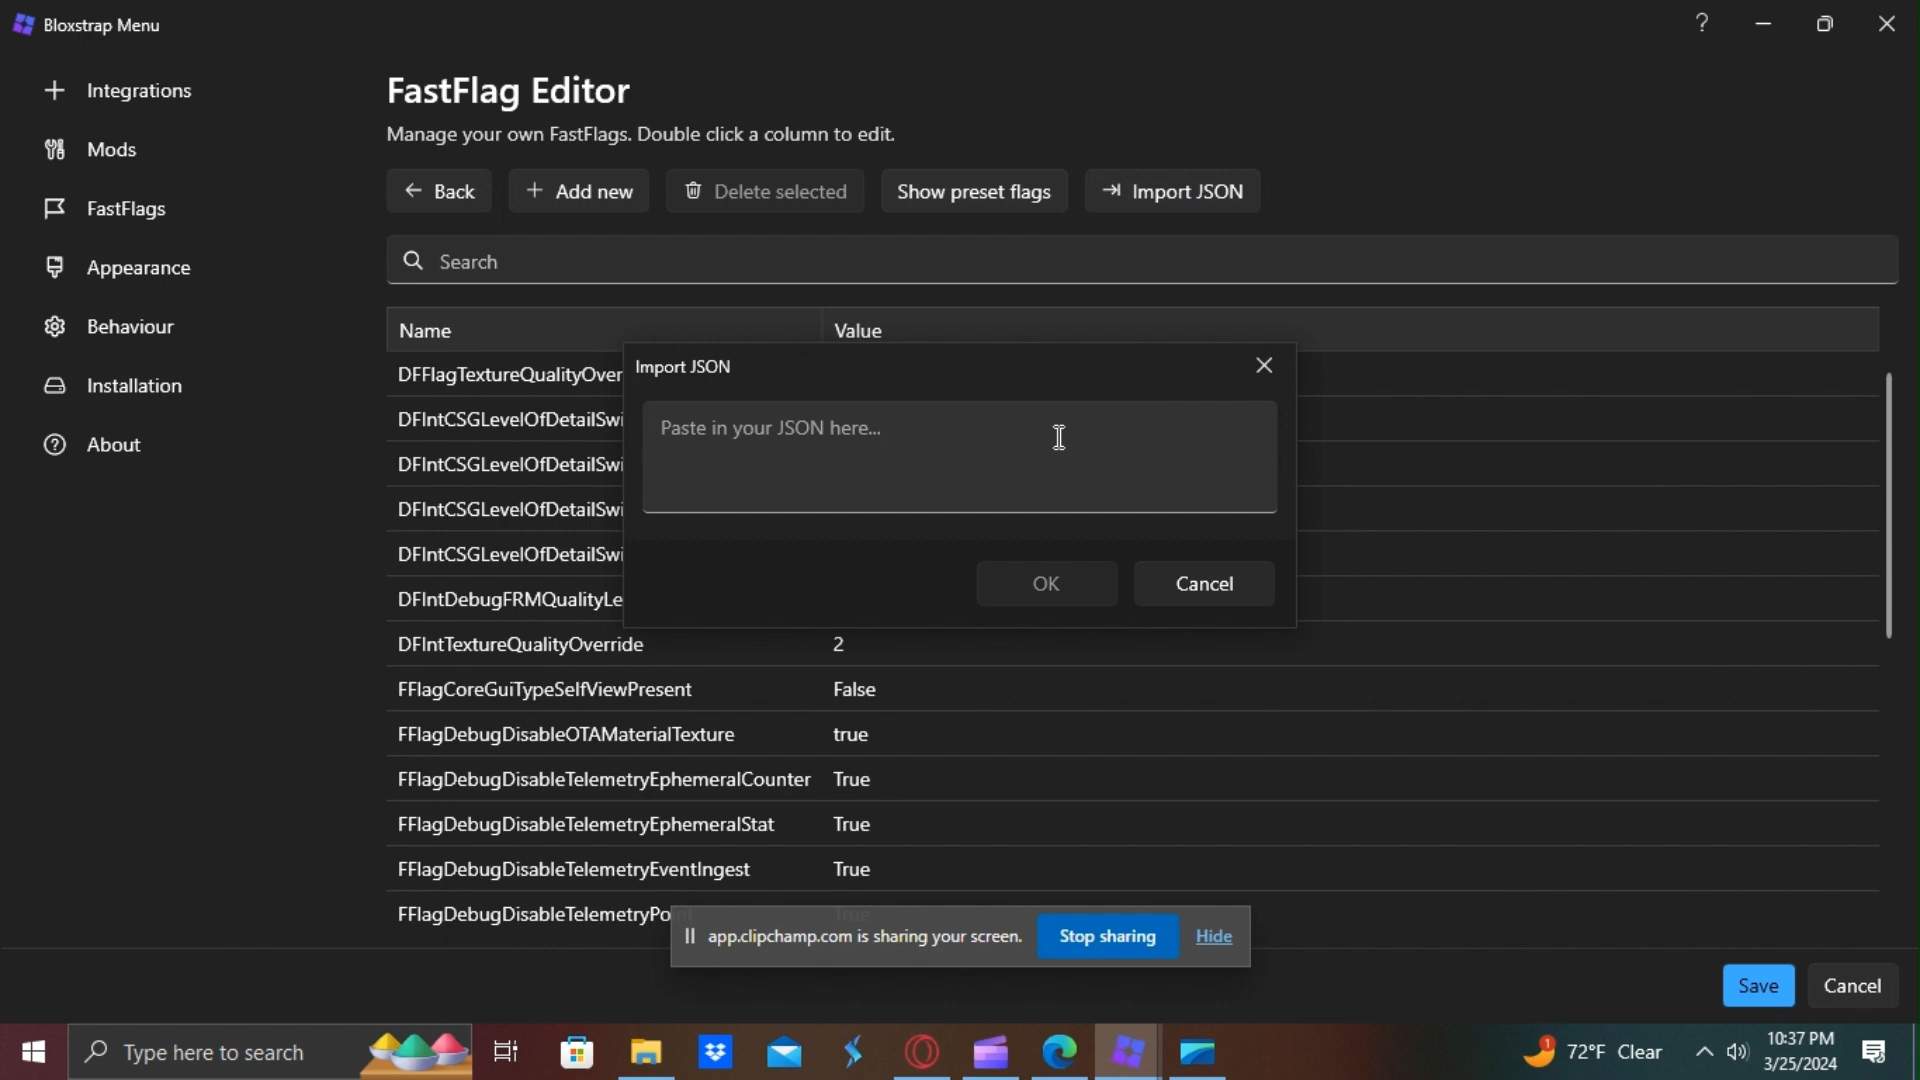 Bloxstrap Menu
?
Integrations
Mods
FastFlags
Appearance
Behaviour
Installation
About
FastFlag Editor
Manage your own FastFlags. Double click a column to edit.
Back
Add new
Delete selected
Show preset flags
Import JSON
Search
Name Value
DFFlagTextureQualityOver
DFIntCSGLevelOfDetailSwi
DFIntCSGLevelOfDetailSwi
DFIntCSGLevelOfDetailSwi
DFIntCSGLevelOfDetailSwi
DFIntDebugFRMQualityLe
DFIntTextureQualityOverride 2
FFlagCoreGuiTypeSelfViewPresent False
FFlagDebugDisableOTAMaterialTexture true
FFlagDebugDisableTelemetryEphemeralCounter True
FFlagDebugDisableTelemetryEphemeralStat True
FFlagDebugDisableTelemetryEventIngest True
FFlagDebugDisableTelemetryPoint True
Import JSON
Paste in your JSON here...
OK Cancel
app.clipchamp.com is sharing your screen. Stop sharing Hide
Save Cancel
Type here to search
1
72°F Clear
10:37 PM
3/25/2024